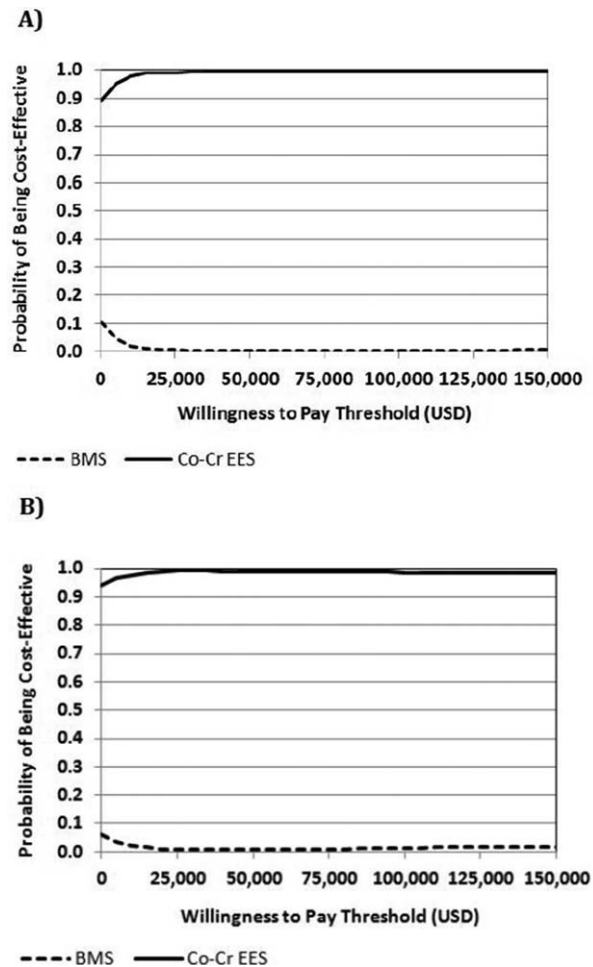 A)
Probability of Being Cost-Effective
1.0
0.9
0.8
0.7
0.6
0.5
0.4
0.3
0.2
0.1
0.0
0 25,000 50,000 75,000 100,000 125,000 150,000
Willingness to Pay Threshold (USD)
BMS Co-Cr EES
B)
Probability of Being Cost-Effective
1.0
0.9
0.8
0.7
0.6
0.5
0.4
0.3
0.2
0.1
0.0
0 25,000 50,000 75,000 100,000 125,000 150,000
Willingness to Pay Threshold (USD)
BMS Co-Cr EES